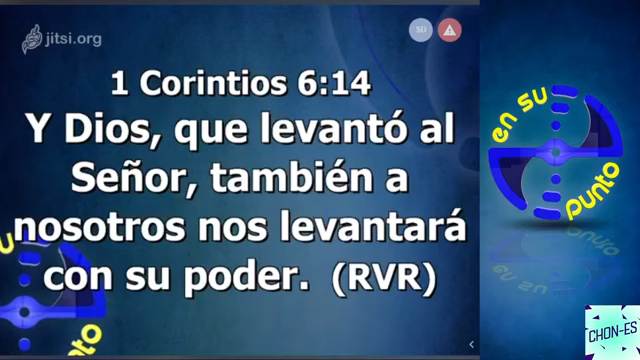 jitsi.org
SD
1 Corintios 6:14
Y Dios, que levantó al
Señor, también a
nosotros nos levantará
con su poder. (RVR)
en su
punto
CHON-ES